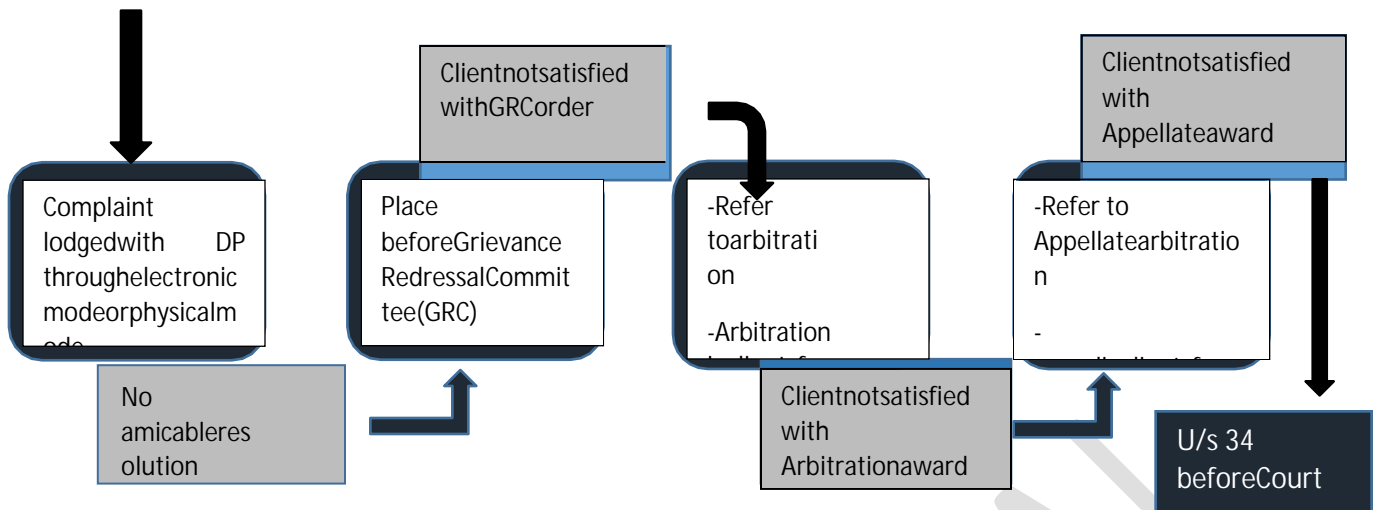 Complaint
lodgedwith DP
throughelectronic
modeorphysicalm
No
amicableres
olution
Clientnotsatisfied
withGRCorder
Place
beforeGrievance
RedressalCommit
tee(GRC)
-Refer
toarbitrati
on
-Arbitration
Clientnotsatisfied
with
Arbitrationaward
Clientnotsatisfied
with
Appellateaward
-Refer to
Appellatearbitratio
n
-
U/s 34
beforeCourt